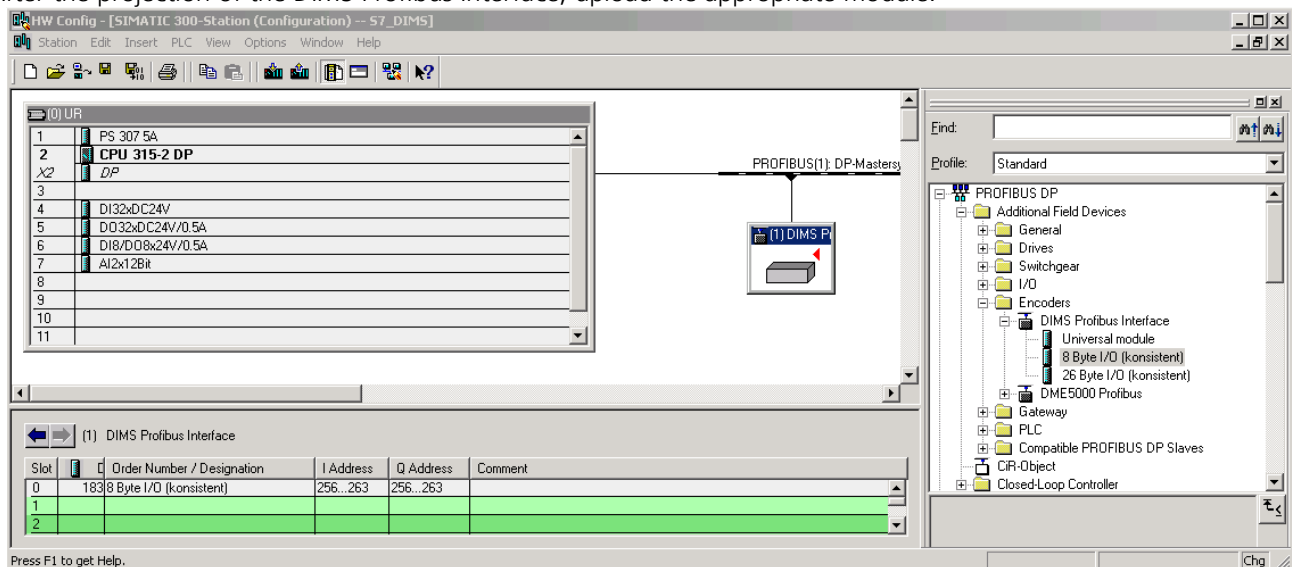 after the projection of the Dims Profibus interface, upload the appropriate module.
HW Config - [SIMATIC 300-Station (Configuration) -- S7_DIMS]
Station Edit Insert PLC View Options Window Help
(0) UR
1 PS 307 5A
2 CPU 315-2 DP
X2 DP
3
4 DI32xDC24V
5 DO32xDC24V/0.5A
6 DI8/DO8x24V/0.5A
7 AI2x12Bit
8
9
10
11
PROFIBUS(1): DP-Mastersy
(1) DIMS P
Find:
Profile: Standard
PROFIBUS DP
Additional Field Devices
General
Drives
Switchgear
I/O
Encoders
DIMS Profibus Interface
Universal module
8 Byte I/O (konsistent)
26 Byte I/O (konsistent)
DME5000 Profibus
Gateway
PLC
Compatible PROFIBUS DP Slaves
CiR-Object
Closed-Loop Controller
(1) DIMS Profibus Interface
Slot D Order Number / Designation I Address Q Address Comment
0 183 8 Byte I/O (konsistent) 256...263 256...263
1
2
Press F1 to get Help.
Chg